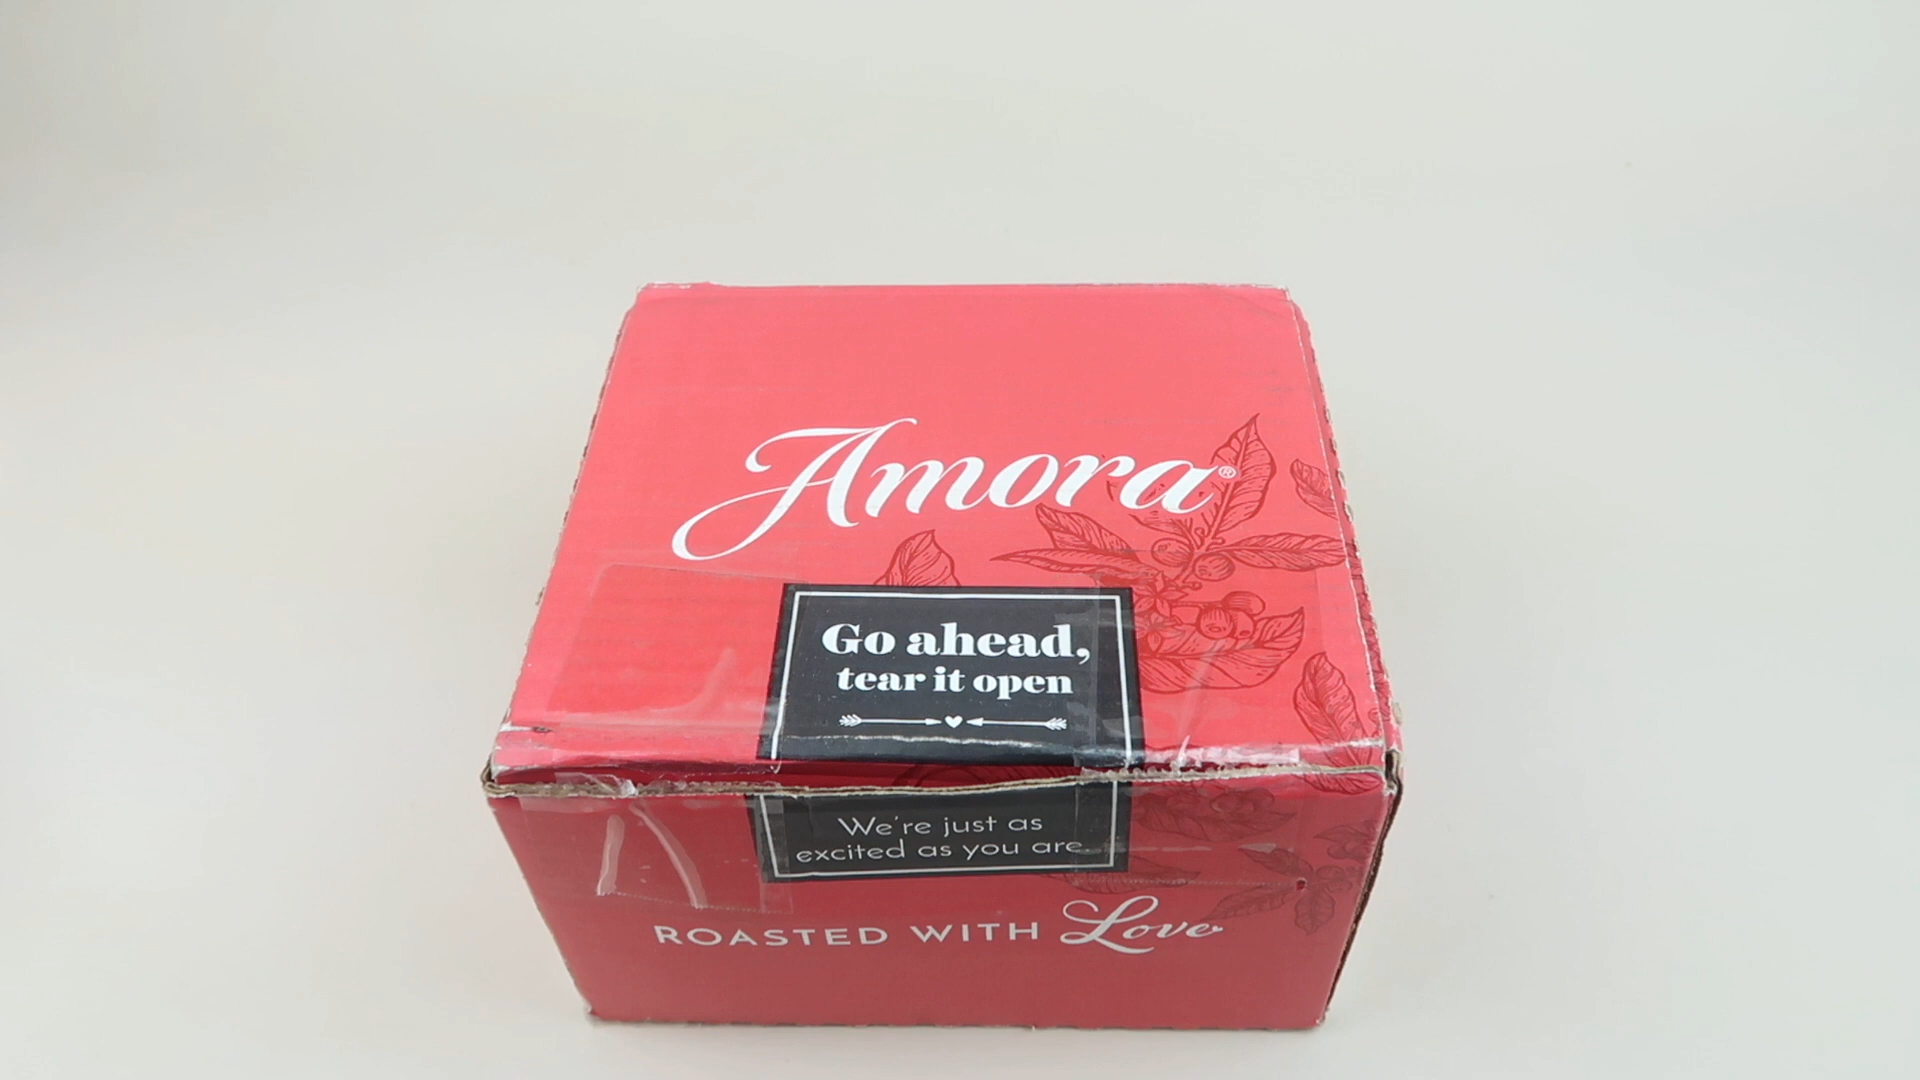 Amora®
Go ahead,
tear it open
We're just as
excited as you are.
ROASTED WITH Love